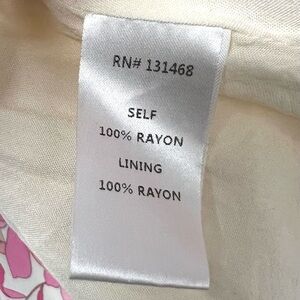 RN# 131468
SELF
100% RAYON
LINING
100% RAYON